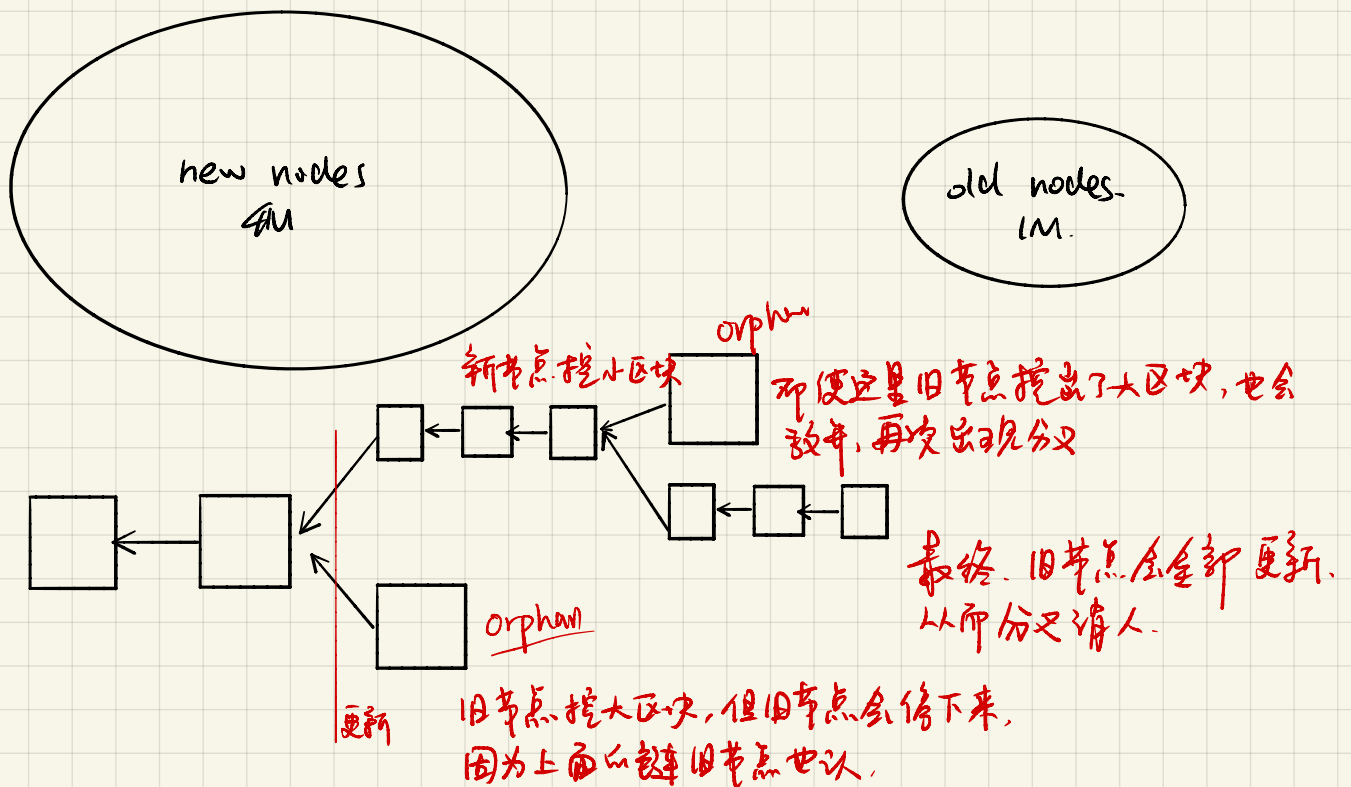 new nodes
old nodes.
1M.
orphan
新节点挖小区块
即使这里旧节点挖出了大区块,也会
放弃,再次出现分叉
最终. 旧节点会全部更新.
从而分叉消
orphan
更新
旧节点挖大区块,但旧节点会停下来,
因为上面的链旧节点也认.